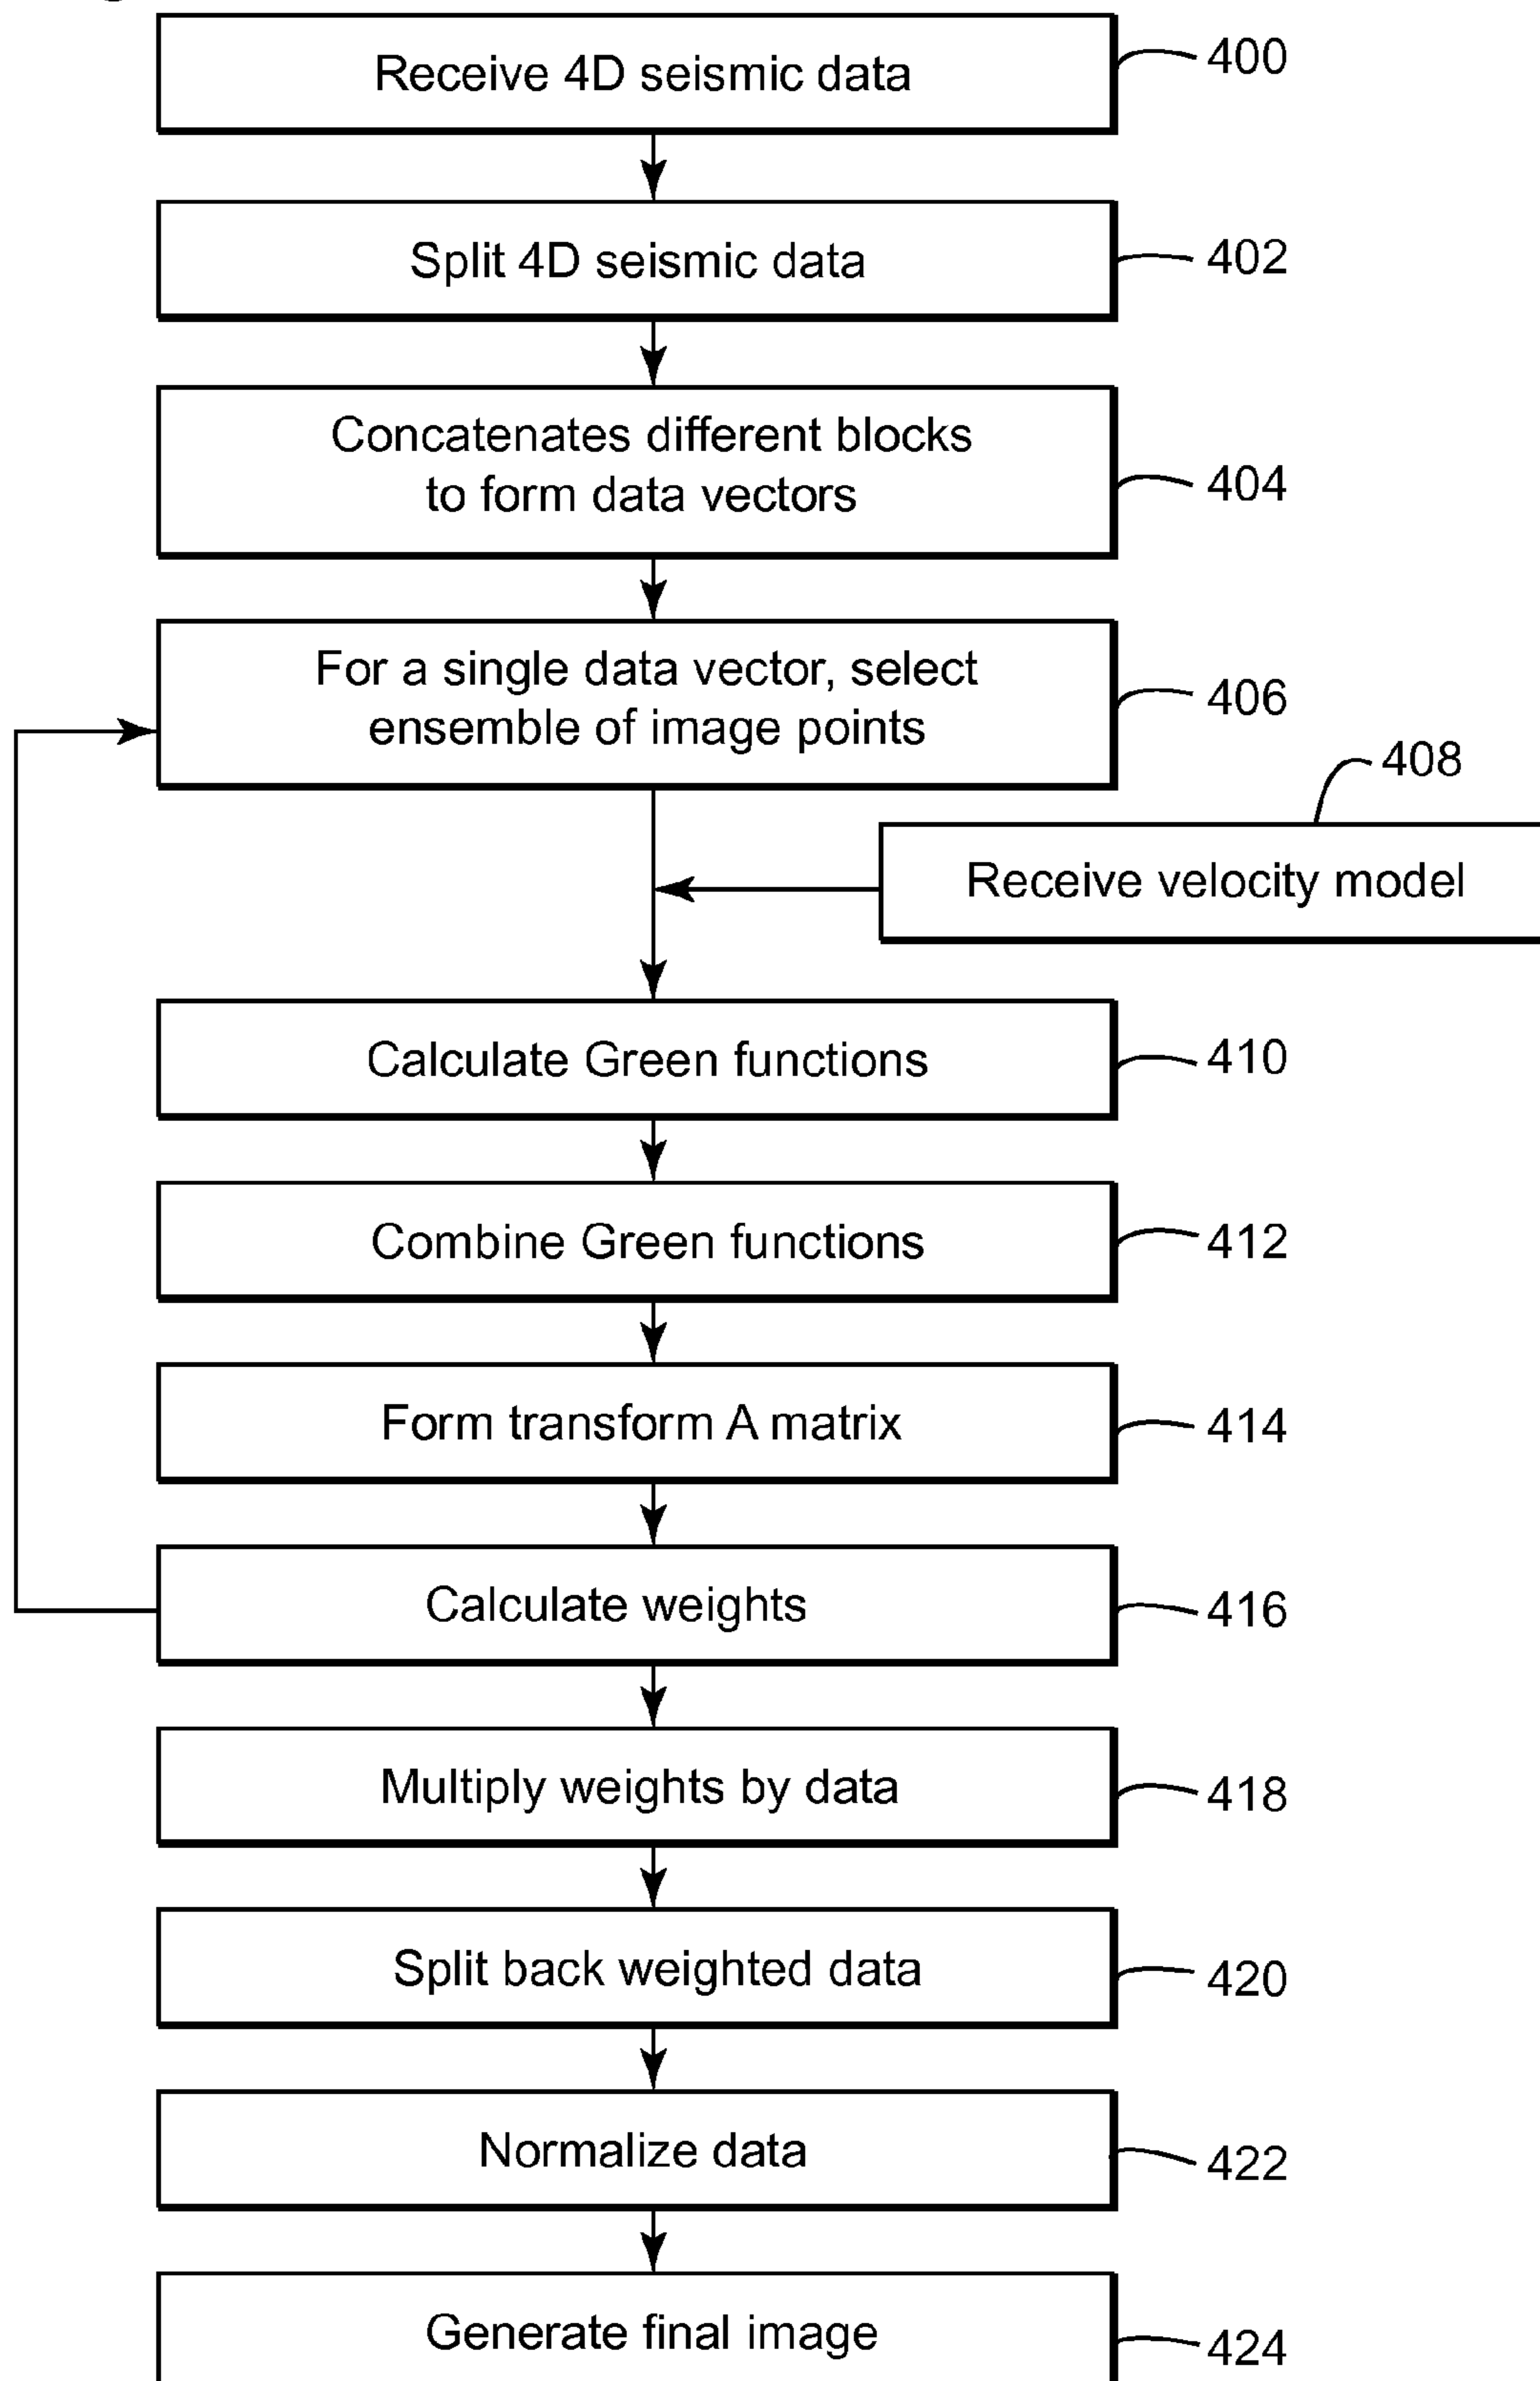 Receive 4D seismic data
400
Split 4D seismic data
402
Concatenates different blocks
to form data vectors
404
For a single data vector, select
ensemble of image points
406
408
Receive velocity model
Calculate Green functions
410
Combine Green functions
412
Form transform A matrix
414
Calculate weights
416
Multiply weights by data
418
Split back weighted data
420
Normalize data
422
Generate final image
424